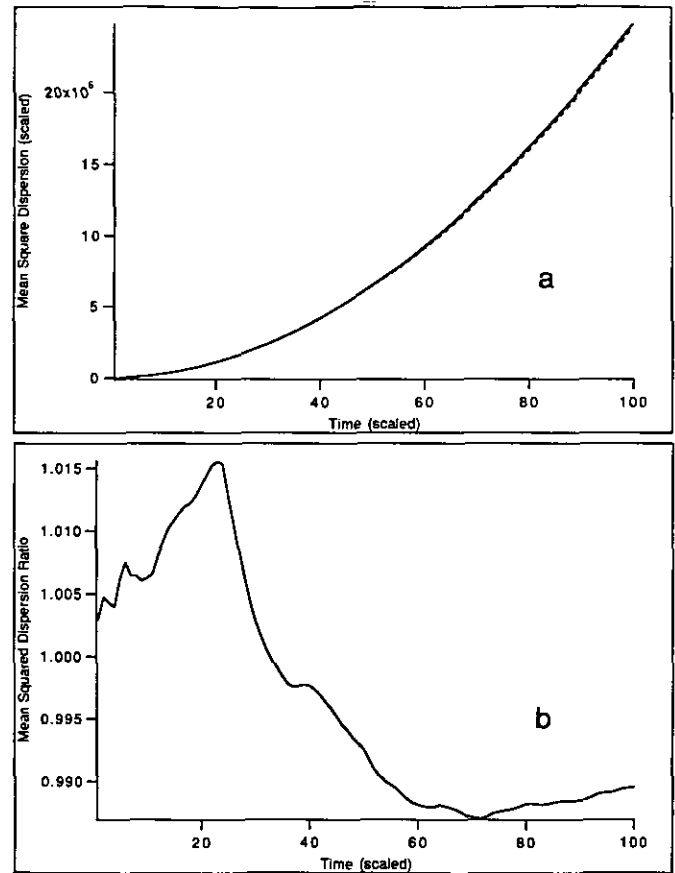 Mean Square Dispersion (scaled)
20x10⁶
15
10
5
0
a
20 40 60 80 100
Time (scaled)
Mean Squared Dispersion Ratio
1.015
1.010
1.005
1.000
0.995
0.990
b
20 40 60 80 100
Time (scaled)